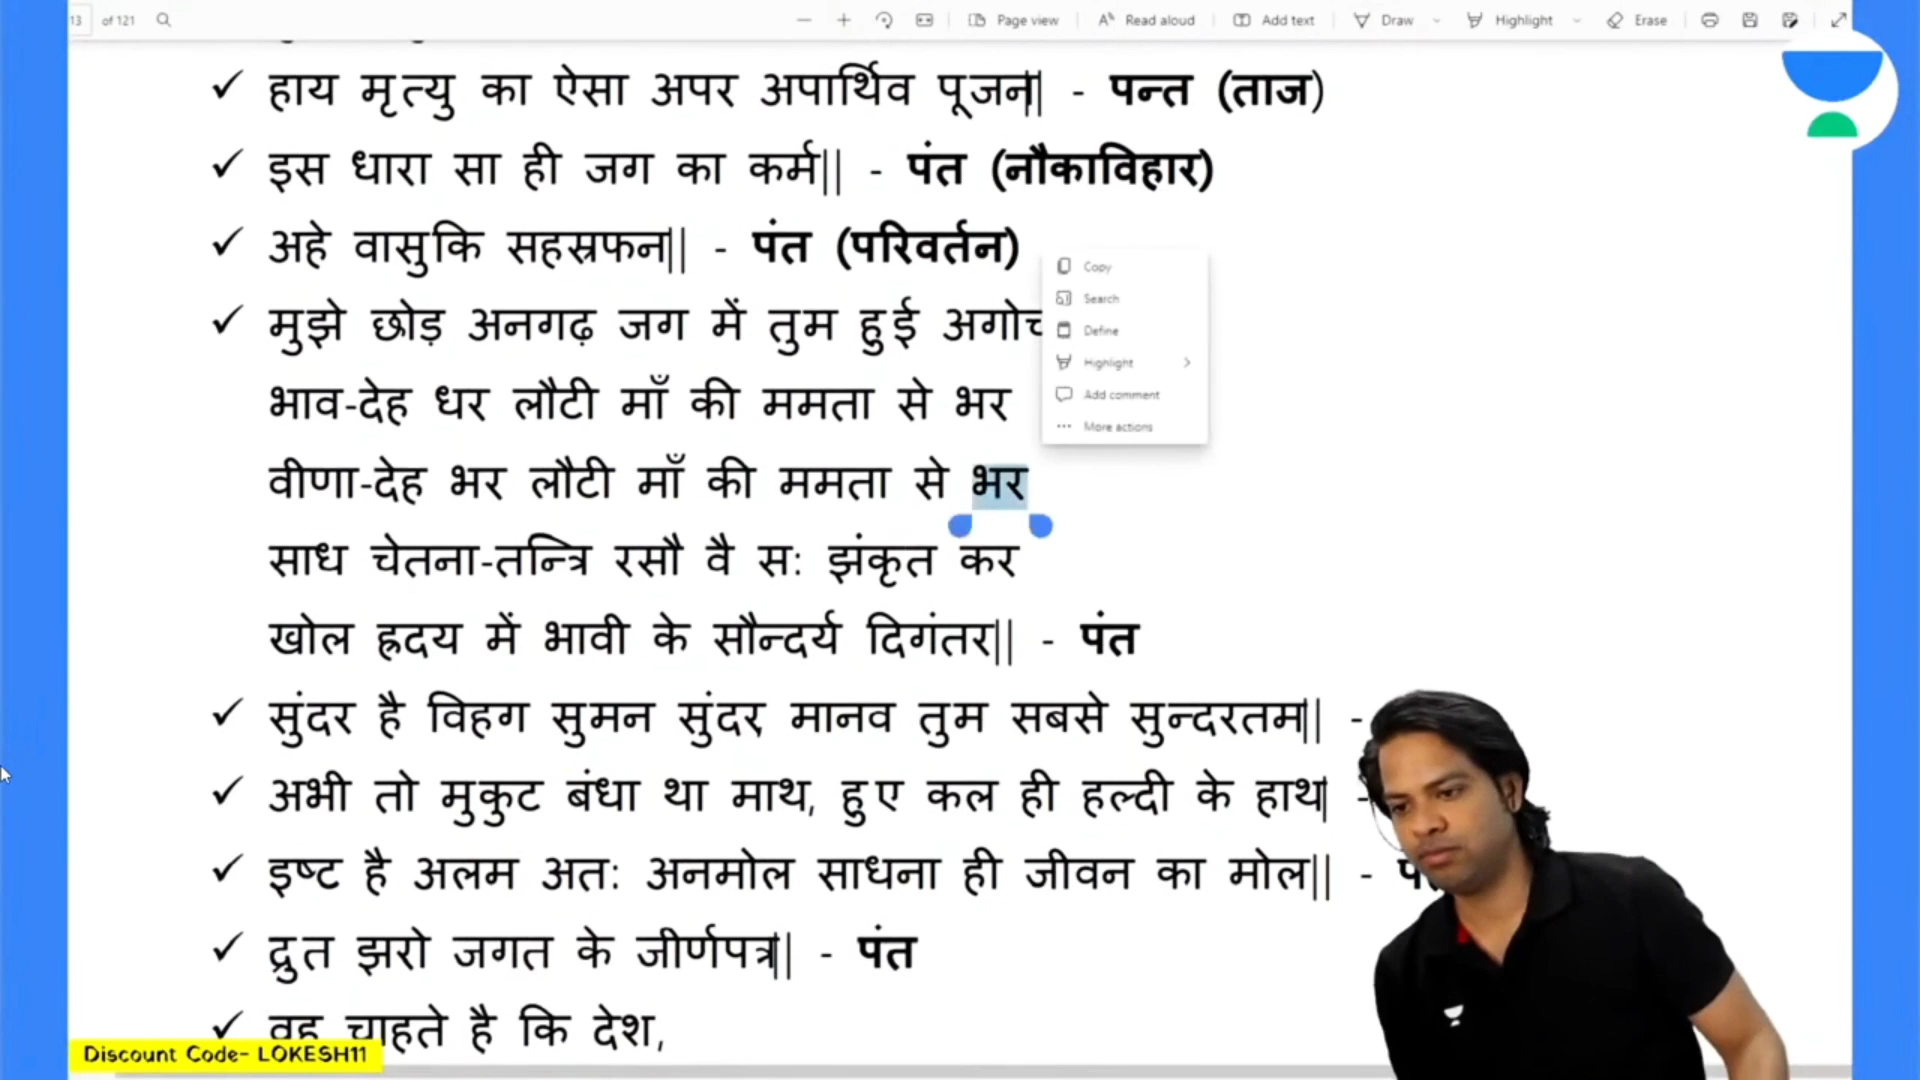 13 of 121 Page view Read aloud Add text Draw Highlight Erase
✓ हाय मृत्यु का ऐसा अपर अपार्थिव पूजन|| - पन्त (ताज)
✓ इस धारा सा ही जग का कर्म|| - पंत (नौकाविहार)
✓ अहे वासुकि सहस्रफन|| - पंत (परिवर्तन)
✓ मुझे छोड़ अनगढ़ जग में तुम हुई
भाव-देह धर लौटी माँ की ममता से भर
वीणा-देह भर लौटी माँ की ममता से भर
साध चेतना-तन्त्रि रसौ वै स: झंकृत कर
खोल ह्रदय में भावी के सौन्दर्य दिगंतर|| - पंत
✓ सुंदर है विहग सुमन सुंदर, मानव तुम सबसे सुन्दरतम|| -
✓ अभी तो मुकुट बंधा था माथ, हुए कल ही हल्दी के हाथ| -
✓ इष्ट है अलम अत: अनमोल साधना ही जीवन का मोल|| -
✓ द्रुत झरो जगत के जीर्णपत्र|| - पंत
✓ वह चाहते है कि देश,
Copy
Search
Define
Highlight
Add comment
More actions
Discount Code- LOKESH11